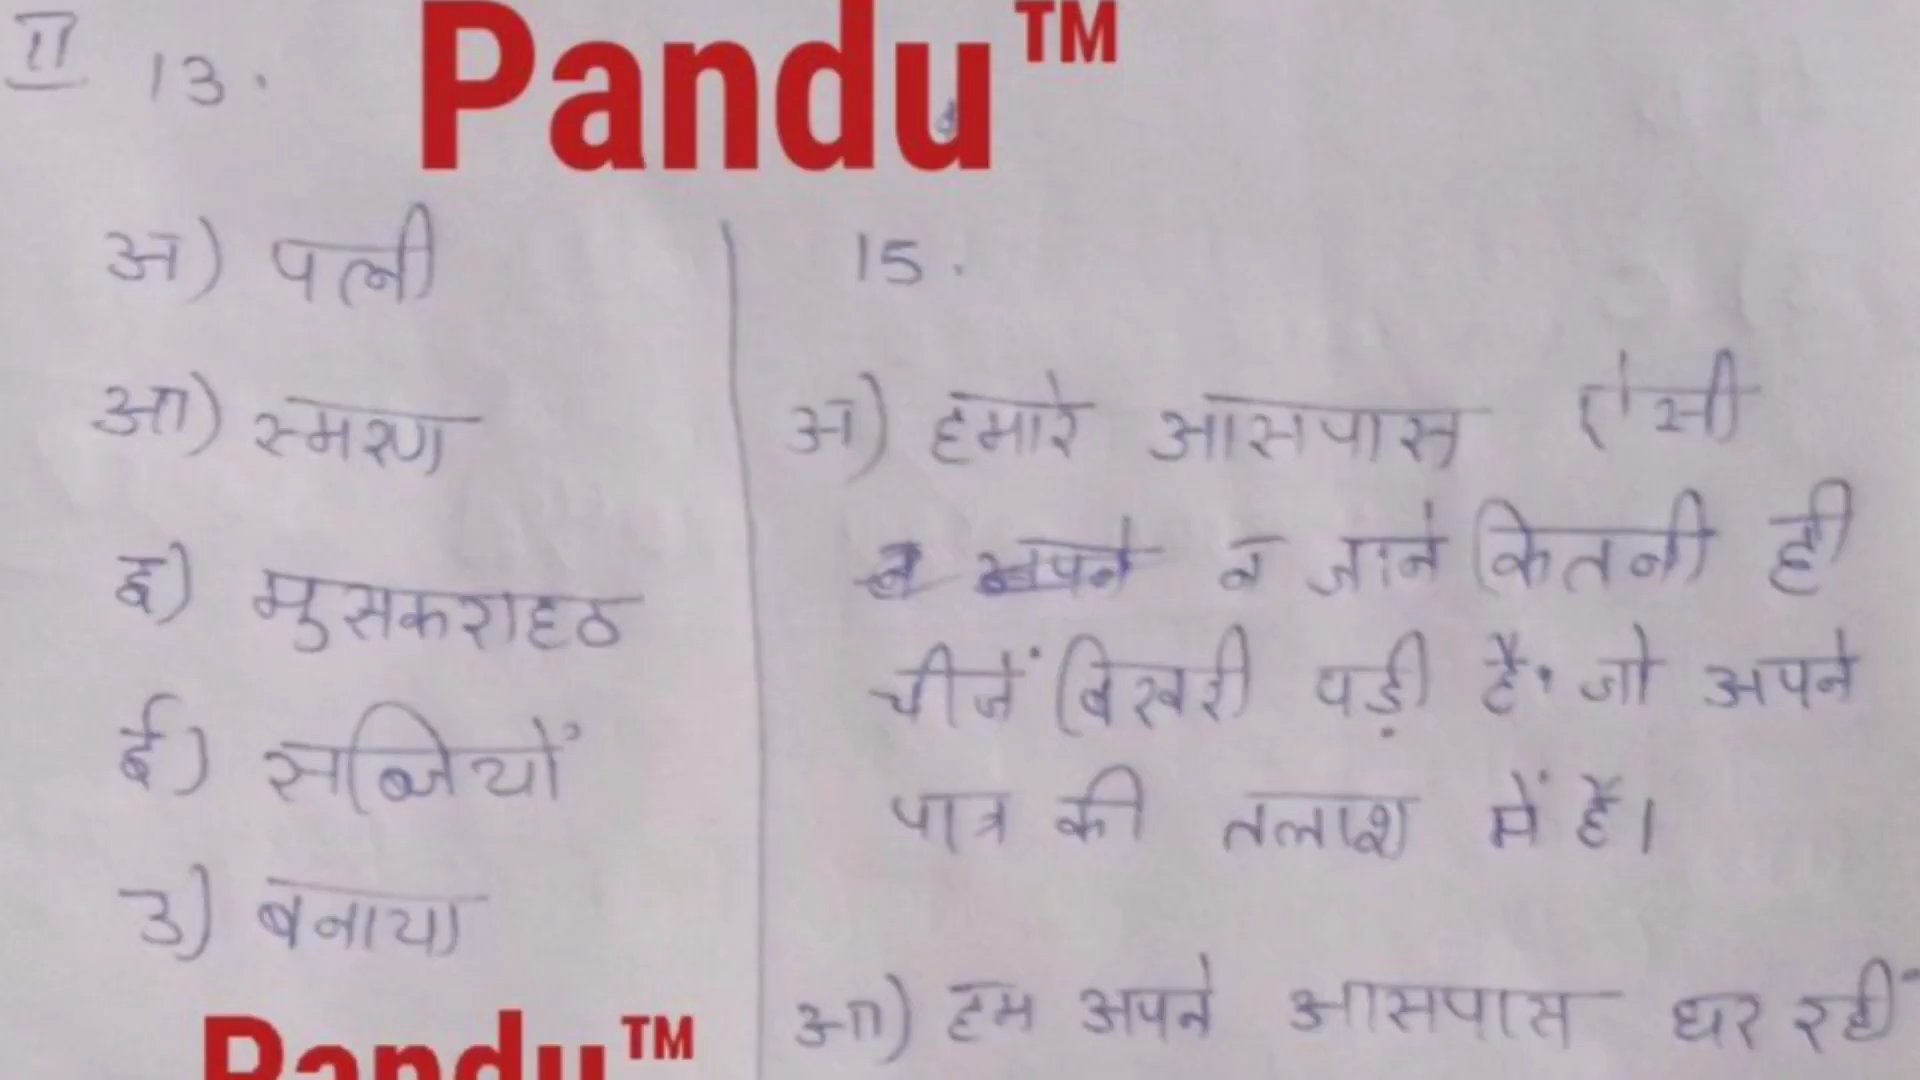 II 13.
Pandu™
अ) पत्नी
आ) स्मरण
इ) मुसकराहठ
ई) सब्जियों
उ) बनाया
Pandu™
15.
अ) हमारे आसपास ऐसी
न जाने कितनी ही
चीजें बिखरी पड़ी है. जो अपने
पात्र की तलाश में हैं।
आ) हम अपने आसपास घर रहीं